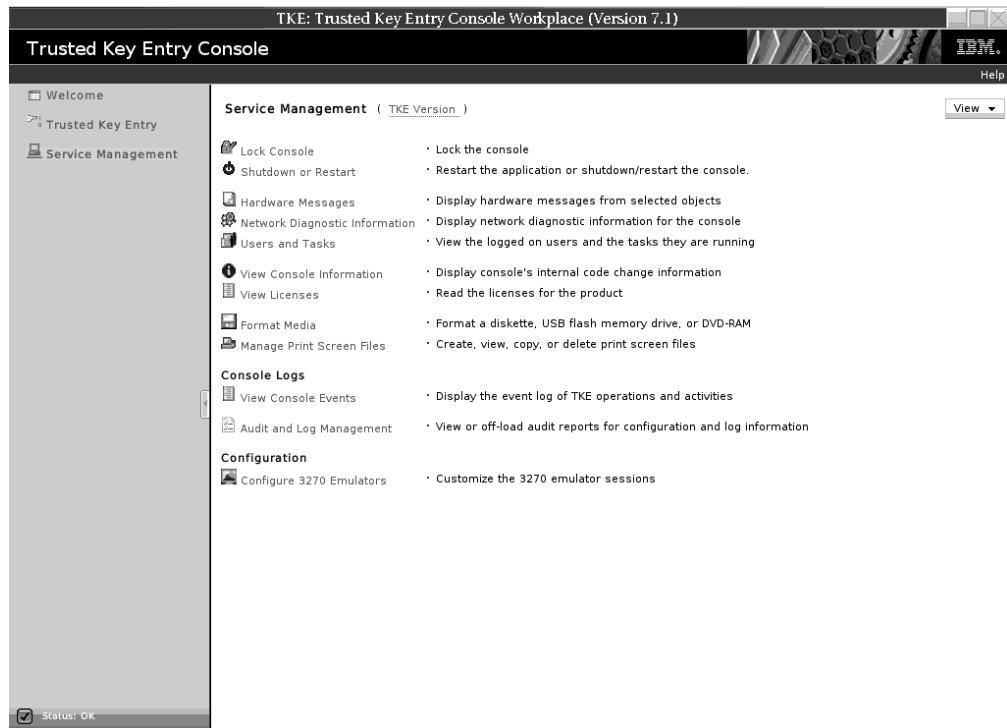 TKE: Trusted Key Entry Console Workplace (Version 7.1)
Trusted Key Entry Console
IBM.
Help
Welcome
Trusted Key Entry
Service Management
Service Management ( TKE Version )
View
Lock Console · Lock the console
Shutdown or Restart · Restart the application or shutdown/restart the console.
Hardware Messages · Display hardware messages from selected objects
Network Diagnostic Information · Display network diagnostic information for the console
Users and Tasks · View the logged on users and the tasks they are running
View Console Information · Display console's internal code change information
View Licenses · Read the licenses for the product
Format Media · Format a diskette, USB flash memory drive, or DVD-RAM
Manage Print Screen Files · Create, view, copy, or delete print screen files
Console Logs
View Console Events · Display the event log of TKE operations and activities
Audit and Log Management · View or off-load audit reports for configuration and log information
Configuration
Configure 3270 Emulators · Customize the 3270 emulator sessions
Status: OK